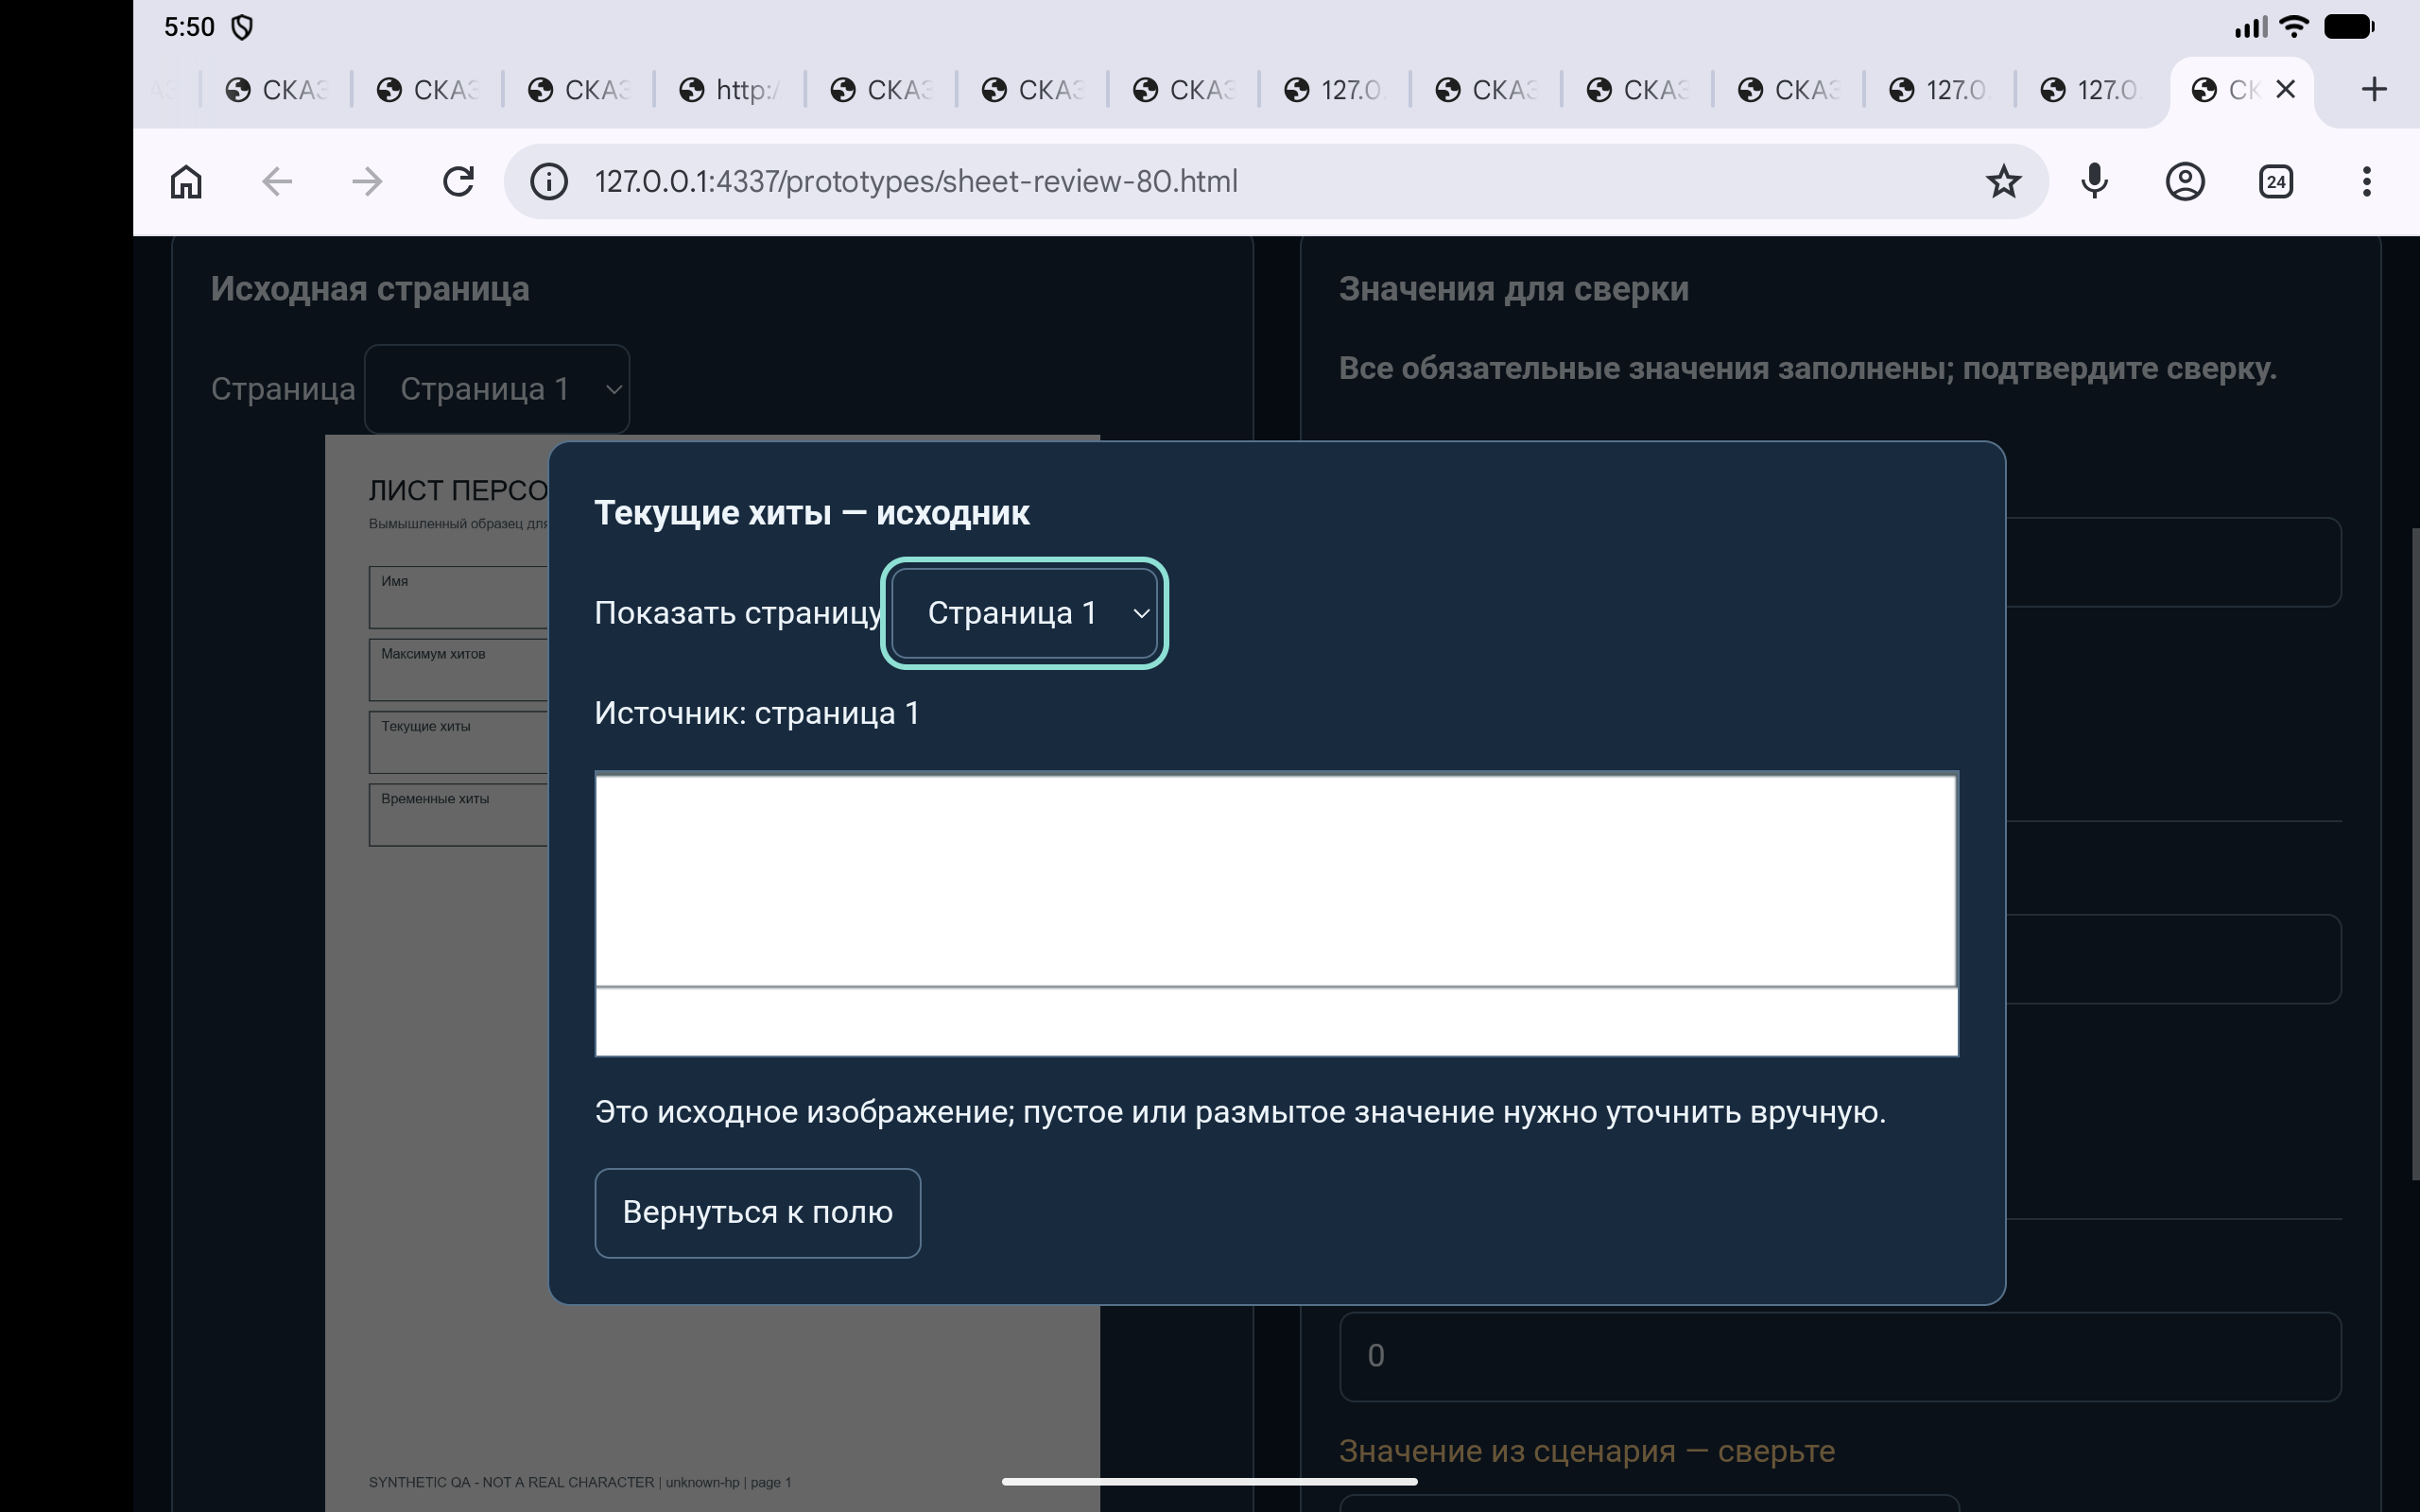 5:50
СКАЗ СКАЗ СКАЗ http:/ СКАЗ СКАЗ СКАЗ 127.0. СКАЗ СКАЗ СКАЗ 127.0. 127.0. СК
127.0.0.1:4337/prototypes/sheet-review-80.html
24
Исходная страница
Страница Страница 1
ЛИСТ ПЕРСО
Вымышленный образец для
Имя
Максимум хитов
Текущие хиты
Временные хиты
SYNTHETIC QA - NOT A REAL CHARACTER | unknown-hp | page 1
Значения для сверки
Все обязательные значения заполнены; подтвердите сверку.
0
Значение из сценария — сверьте
Текущие хиты — исходник
Показать страницу Страница 1
Источник: страница 1
Это исходное изображение; пустое или размытое значение нужно уточнить вручную.
Вернуться к полю